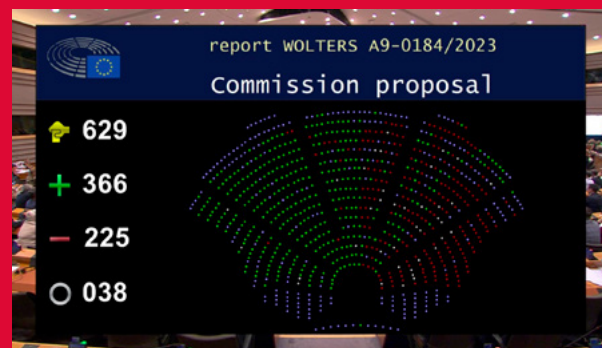 report WOLTERS A9-0184/2023
Commission proposal
629
+ 366
- 225
038